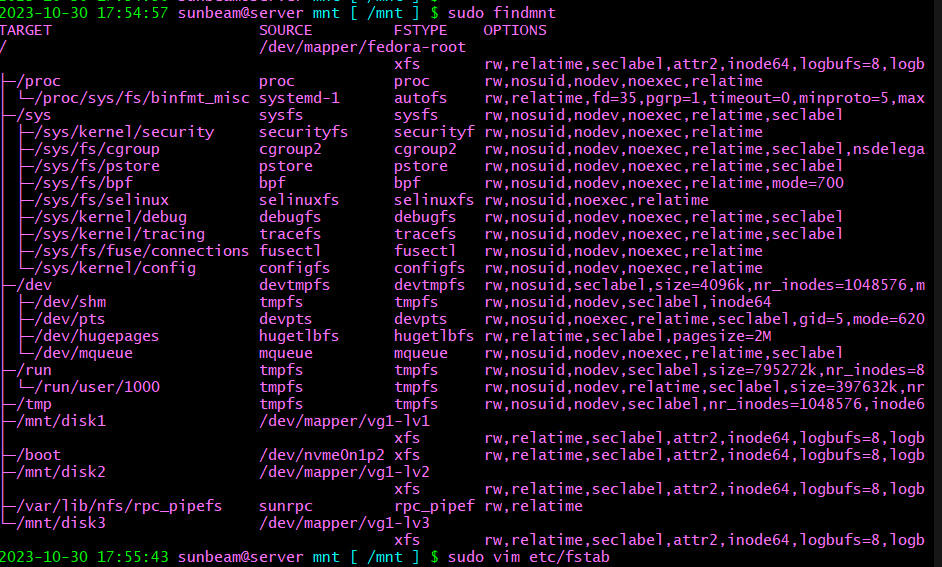 2023-10-30 17:54:57 sunbeam@server mnt [ /mnt ] $ sudo findmnt
TARGET                       SOURCE         FSTYPE    OPTIONS
/                            /dev/mapper/fedora-root
                                            xfs       rw,relatime,seclabel,attr2,inode64,logbufs=8,logb
├─/proc                      proc           proc      rw,nosuid,nodev,noexec,relatime
│ └─/proc/sys/fs/binfmt_misc systemd-1      autofs    rw,relatime,fd=35,pgrp=1,timeout=0,minproto=5,max
├─/sys                       sysfs          sysfs     rw,nosuid,nodev,noexec,relatime,seclabel
│ ├─/sys/kernel/security     securityfs     securityf rw,nosuid,nodev,noexec,relatime
│ ├─/sys/fs/cgroup           cgroup2        cgroup2   rw,nosuid,nodev,noexec,relatime,seclabel,nsdelega
│ ├─/sys/fs/pstore           pstore         pstore    rw,nosuid,nodev,noexec,relatime,seclabel
│ ├─/sys/fs/bpf              bpf            bpf       rw,nosuid,nodev,noexec,relatime,mode=700
│ ├─/sys/fs/selinux          selinuxfs      selinuxfs rw,nosuid,noexec,relatime
│ ├─/sys/kernel/debug        debugfs        debugfs   rw,nosuid,nodev,noexec,relatime,seclabel
│ ├─/sys/kernel/tracing      tracefs        tracefs   rw,nosuid,nodev,noexec,relatime,seclabel
│ ├─/sys/fs/fuse/connections fusectl        fusectl   rw,nosuid,nodev,noexec,relatime
│ └─/sys/kernel/config       configfs       configfs  rw,nosuid,nodev,noexec,relatime
├─/dev                       devtmpfs       devtmpfs  rw,nosuid,seclabel,size=4096k,nr_inodes=1048576,m
│ ├─/dev/shm                 tmpfs          tmpfs     rw,nosuid,nodev,seclabel,inode64
│ ├─/dev/pts                 devpts         devpts    rw,nosuid,noexec,relatime,seclabel,gid=5,mode=620
│ ├─/dev/hugepages           hugetlbfs      hugetlbfs rw,relatime,seclabel,pagesize=2M
│ └─/dev/mqueue              mqueue         mqueue    rw,nosuid,nodev,noexec,relatime,seclabel
├─/run                       tmpfs          tmpfs     rw,nosuid,nodev,seclabel,size=795272k,nr_inodes=8
│ └─/run/user/1000           tmpfs          tmpfs     rw,nosuid,nodev,relatime,seclabel,size=397632k,nr
├─/tmp                       tmpfs          tmpfs     rw,nosuid,nodev,seclabel,nr_inodes=1048576,inode6
├─/mnt/disk1                 /dev/mapper/vg1-lv1
│                                           xfs       rw,relatime,seclabel,attr2,inode64,logbufs=8,logb
├─/boot                      /dev/nvme0n1p2 xfs       rw,relatime,seclabel,attr2,inode64,logbufs=8,logb
├─/mnt/disk2                 /dev/mapper/vg1-lv2
│                                           xfs       rw,relatime,seclabel,attr2,inode64,logbufs=8,logb
├─/var/lib/nfs/rpc_pipefs    sunrpc         rpc_pipef rw,relatime
└─/mnt/disk3                 /dev/mapper/vg1-lv3
                                            xfs       rw,relatime,seclabel,attr2,inode64,logbufs=8,logb
2023-10-30 17:55:43 sunbeam@server mnt [ /mnt ] $ sudo vim etc/fstab